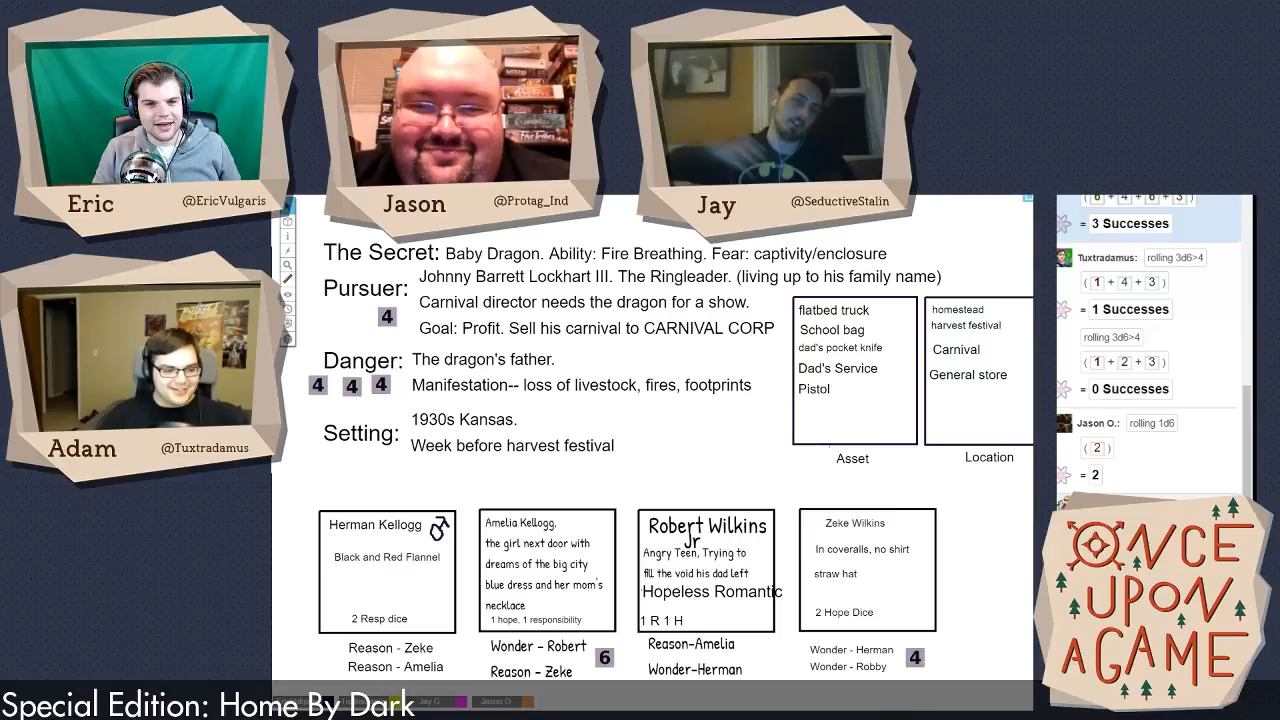 Eric @EricVulgaris
Jason @Protag_Ind
Jay @SeductiveStalin
Adam @Tuxtradamus
The Secret: Baby Dragon. Ability: Fire Breathing. Fear: captivity/enclosure
Pursuer: Johnny Barrett Lockhart III. The Ringleader. (living up to his family name)
4 Carnival director needs the dragon for a show.
Goal: Profit. Sell his carnival to CARNIVAL CORP
Danger: The dragon's father.
4 4 4 Manifestation-- loss of livestock, fires, footprints
Setting: 1930s Kansas.
Week before harvest festival
flatbed truck
School bag
dad's pocket knife
Dad's Service
Pistol
Asset
homestead
harvest festival
Carnival
General store
Location
Herman Kellogg
Black and Red Flannel
2 Resp dice
Reason - Zeke
Reason - Amelia
Amelia Kellogg,
the girl next door with
dreams of the big city
blue dress and her mom's
necklace
1 hope, 1 responsibility
Wonder - Robert
6
Reason - Zeke
Robert Wilkins
Jr
Angry Teen, Trying to
fill the void his dad left
Hopeless Romantic
1 R 1 H
Reason-Amelia
Wonder-Herman
Zeke Wilkins
In coveralls, no shirt
straw hat
2 Hope Dice
Wonder - Herman
Wonder - Robby
4
( 6 + 4 + 6 + 3 )
= 3 Successes
Tuxtradamus: rolling 3d6>4
( 1 + 4 + 3 )
= 1 Successes
rolling 3d6>4
( 1 + 2 + 3 )
= 0 Successes
Jason O.: rolling 1d6
( 2 )
= 2
ONCE
UPON
A GAME
Jay G
Jason O
Special Edition: Home By Dark